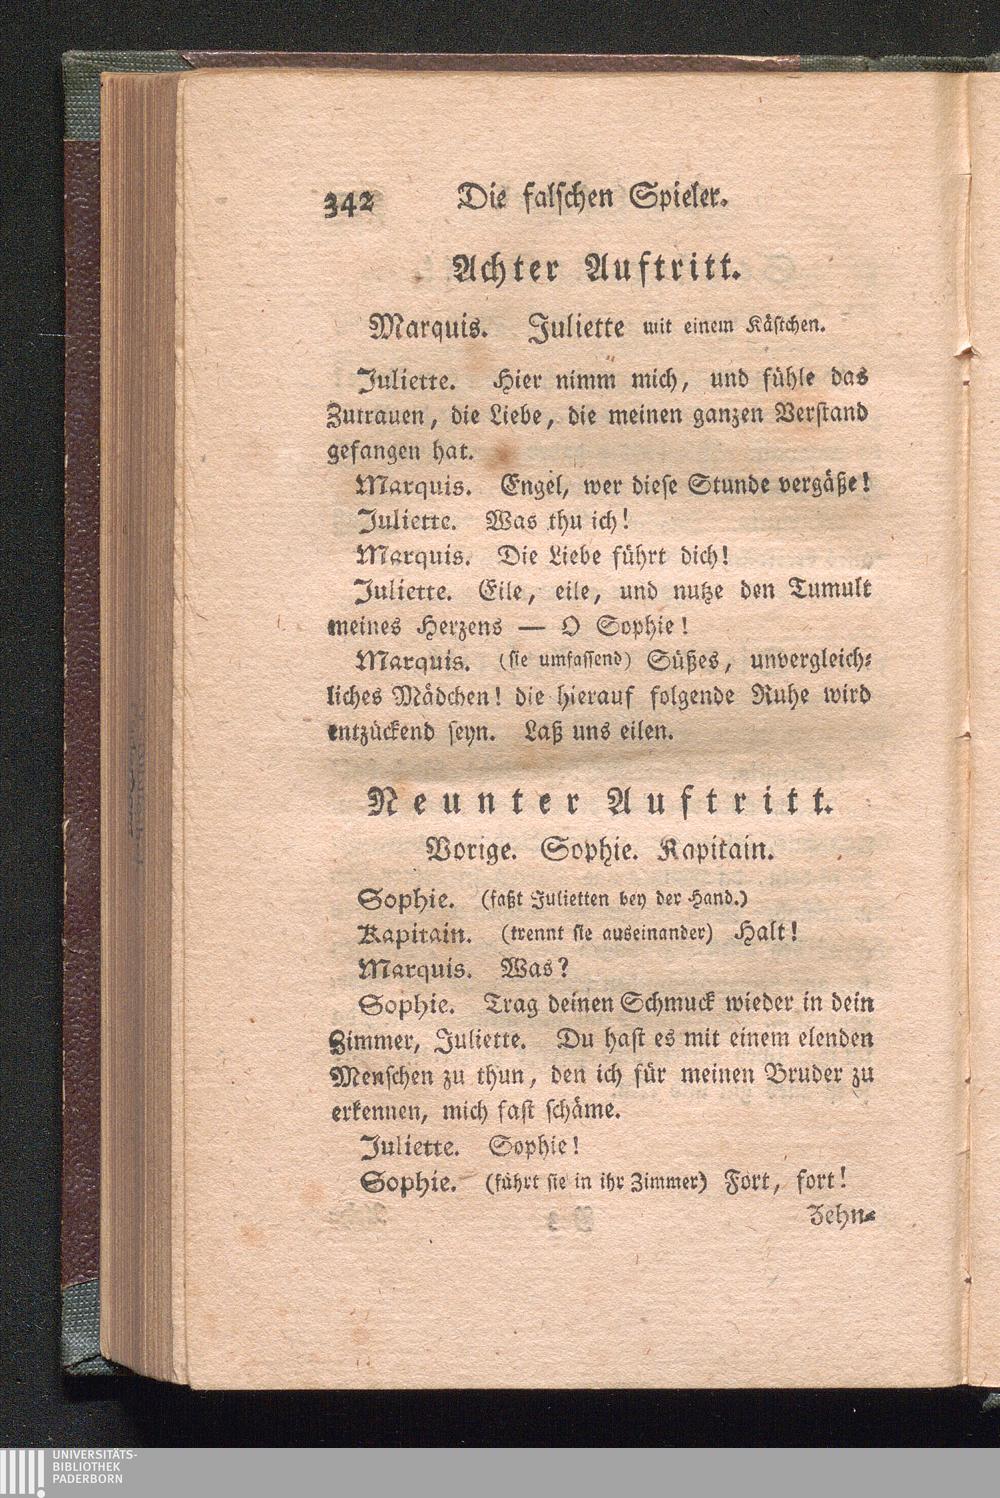 342 Die falschen Spieler.
Achter Auftritt.
Marquis. Juliette mit einem Kästchen.
Juliette. Hier nimm mich, und fühle das
Zutrauen, die Liebe, die meinen ganzen Verstand
gefangen hat.
Marquis. Engel, wer diese Stunde vergäße!
Juliette. Was thu ich!
Marquis. Die Liebe führt dich!
Juliette. Eile, eile, und nutze den Tumult
meines Herzens — O Sophie!
Marquis. (sie umfassend) Süßes, unvergleich-
liches Mädchen! die hierauf folgende Ruhe wird
entzückend seyn. Laß uns eilen.
Neunter Auftritt.
Vorige. Sophie. Kapitain.
Sophie. (faßt Julietten bey der Hand.)
Kapitain. (trennt sie auseinander) Halt!
Marquis. Was?
Sophie. Trag deinen Schmuck wieder in dein
Zimmer, Juliette. Du hast es mit einem elenden
Menschen zu thun, den ich für meinen Bruder zu
erkennen, mich fast schäme.
Juliette. Sophie!
Sophie. (führt sie in ihr Zimmer) Fort, fort!
Zehn-
UNIVERSITÄTS-
BIBLIOTHEK
PADERBORN